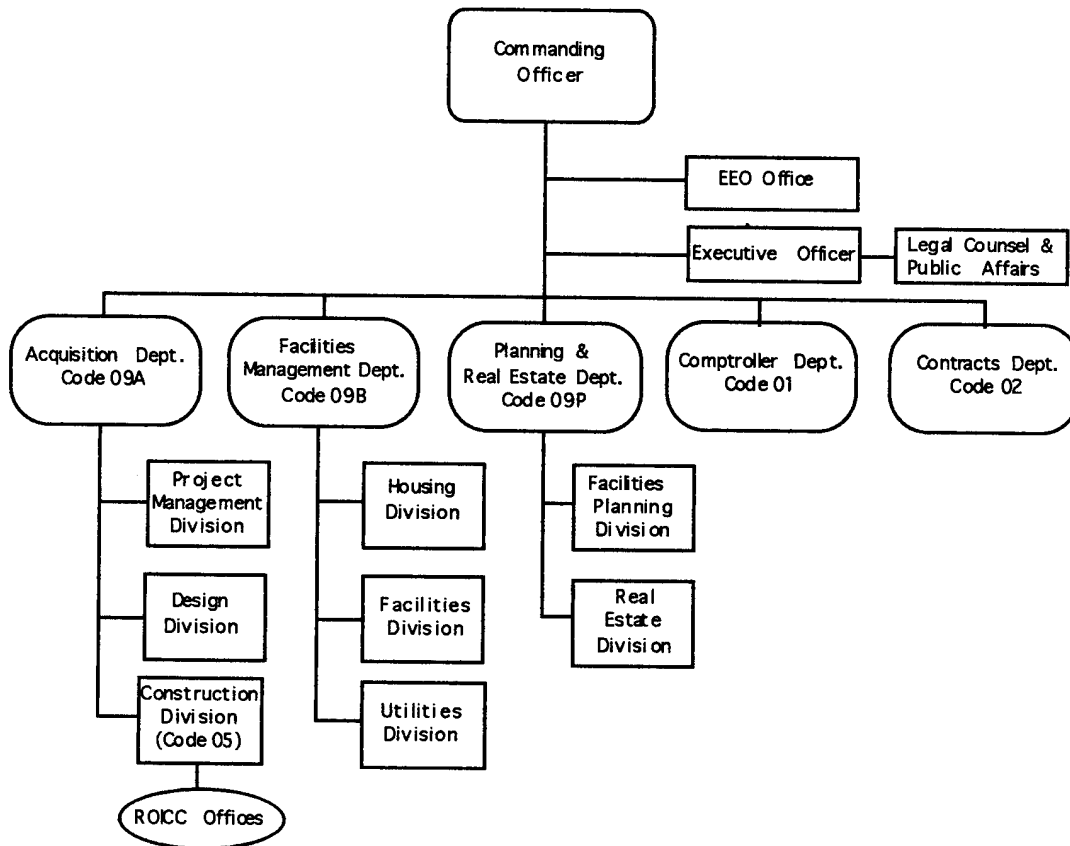 Commanding
Officer
EEO Office
Executive Officer
Legal Counsel &
Public Affairs
Acquisition Dept.
Code 09A
Facilities
Management Dept.
Code 09B
Planning &
Real Estate Dept.
Code 09P
Comptroller Dept.
Code 01
Contracts Dept.
Code 02
Project
Management
Division
Design
Division
Construction
Division
(Code 05)
ROICC Offices
Housing
Division
Facilities
Division
Utilities
Division
Facilities
Planning
Division
Real
Estate
Division